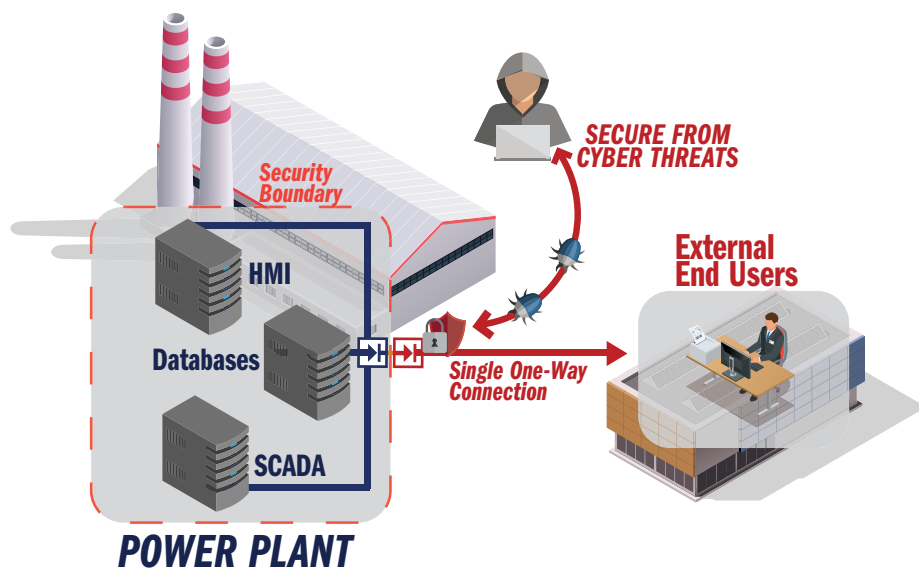 SECURE FROM
CYBER THREATS
Security
Boundary
External
End Users
HMI
Databases
Single One-Way
Connection
SCADA
POWER PLANT